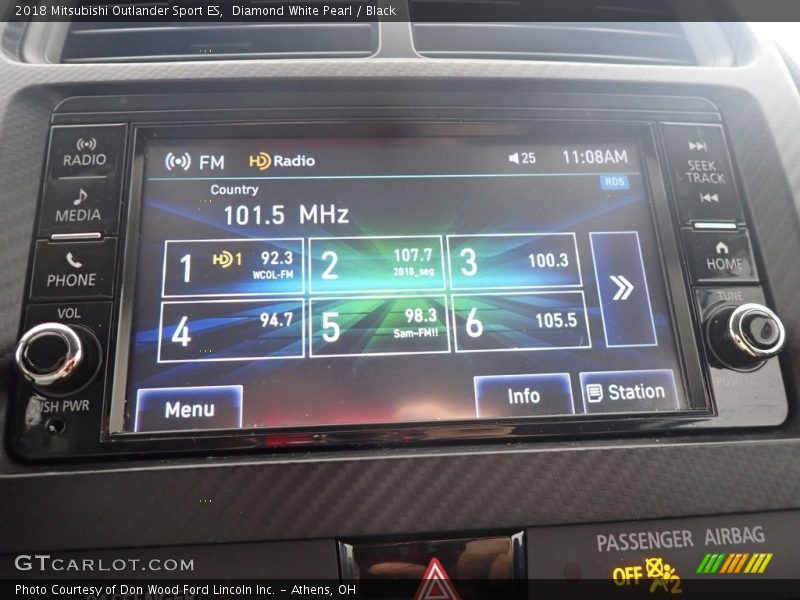 2018 Mitsubishi Outlander Sport ES, Diamond White Pearl / Black
RADIO
MEDIA
PHONE
VOL
PUSH PWR
FM
HD Radio
25
11:08AM
RDS
Country
101.5 MHz
1
HD 1
92.3
WCOL-FM
2
107.7
2018_seg
3
100.3
4
94.7
5
98.3
Sam-FM!!
6
105.5
Menu
Info
Station
SEEK
TRACK
HOME
TUNE
PASSENGER AIRBAG
OFF
2
GTCARLOT.COM
Photo Courtesy of Don Wood Ford Lincoln Inc. - Athens, OH